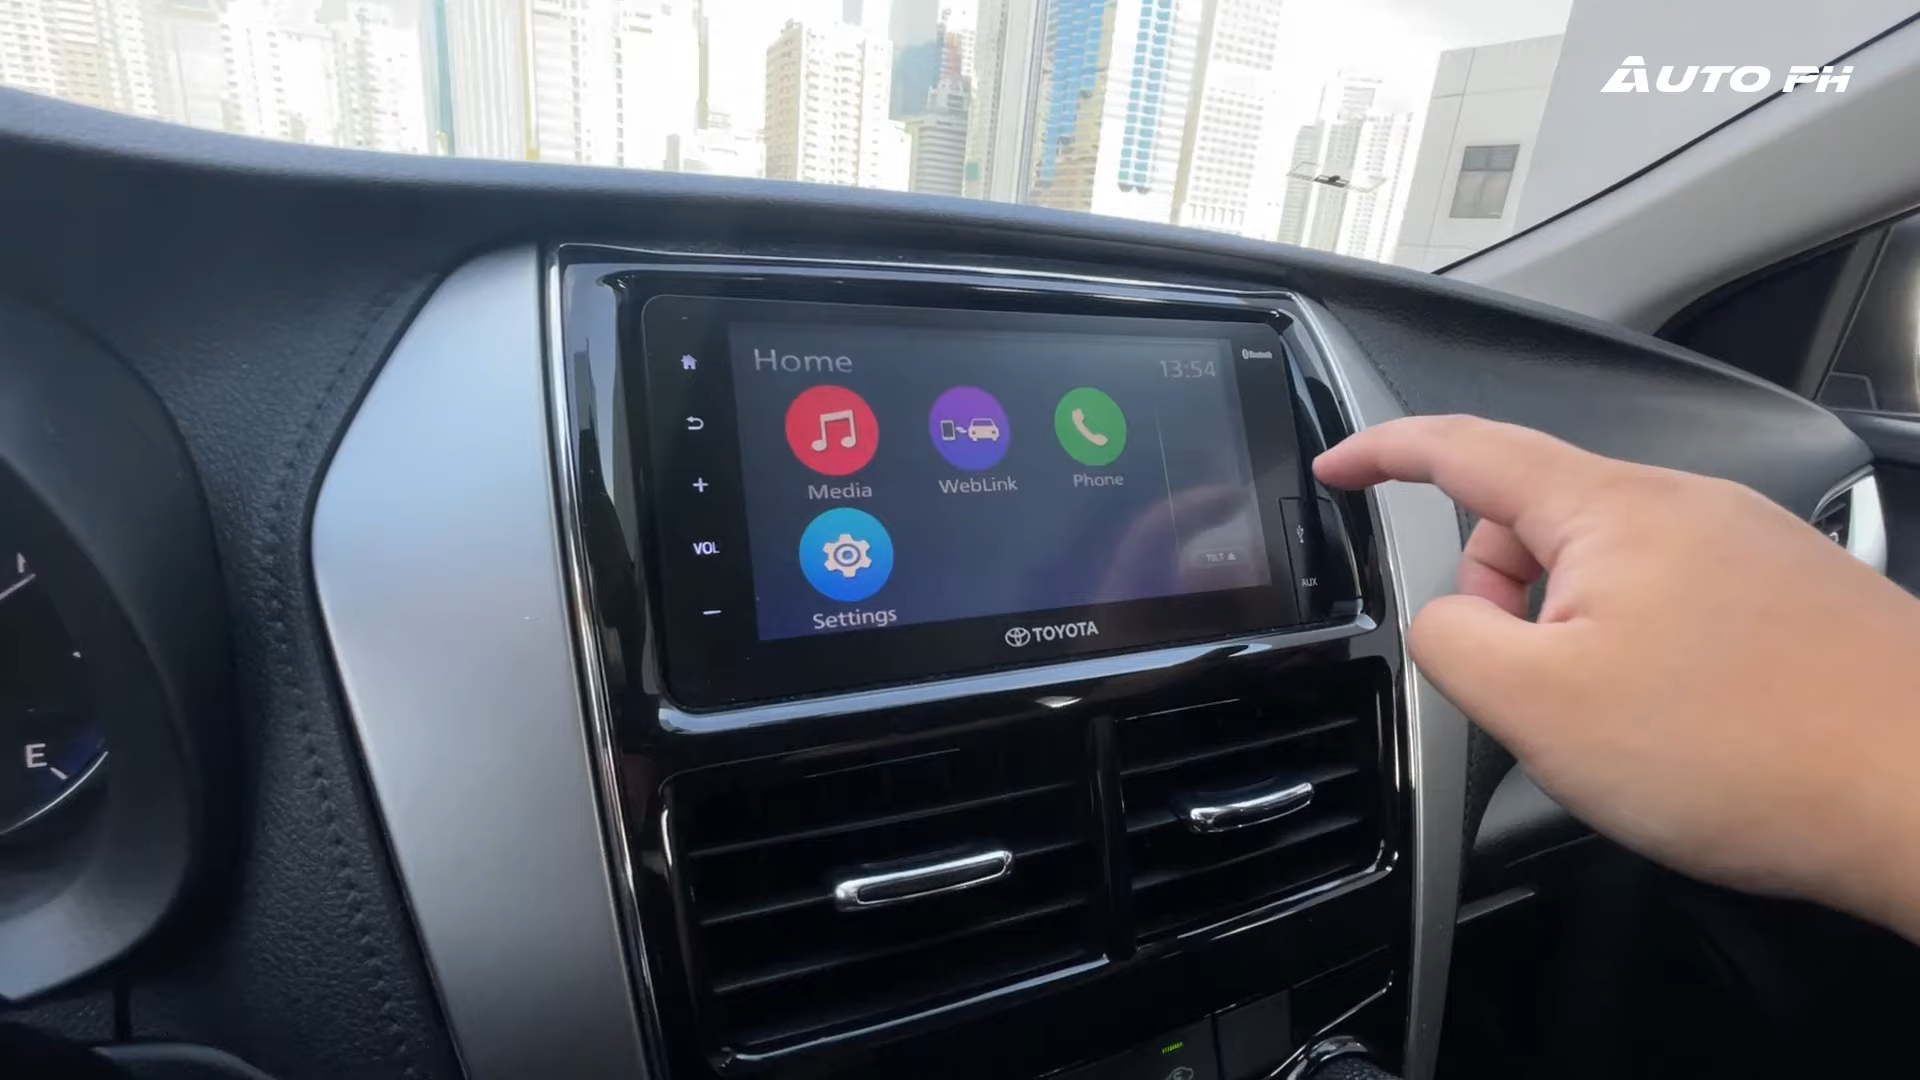 AUTO PH
Home
13:54
Bluetooth
Media
WebLink
Phone
VOL
TILT
AUX
Settings
TOYOTA
E